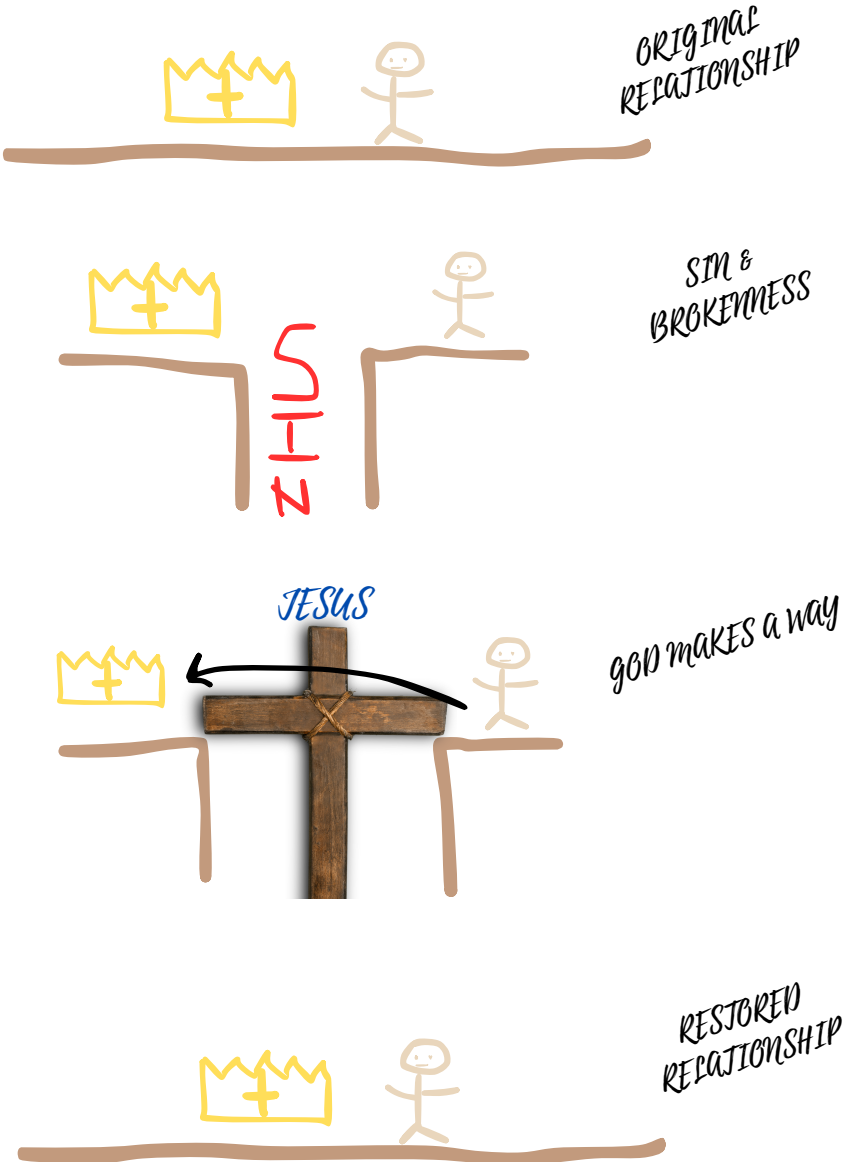 ORIGINAL
RELATIONSHIP
SIN &
BROKENNESS
SIN
JESUS
GOD MAKES A WAY
RESTORED
RELATIONSHIP